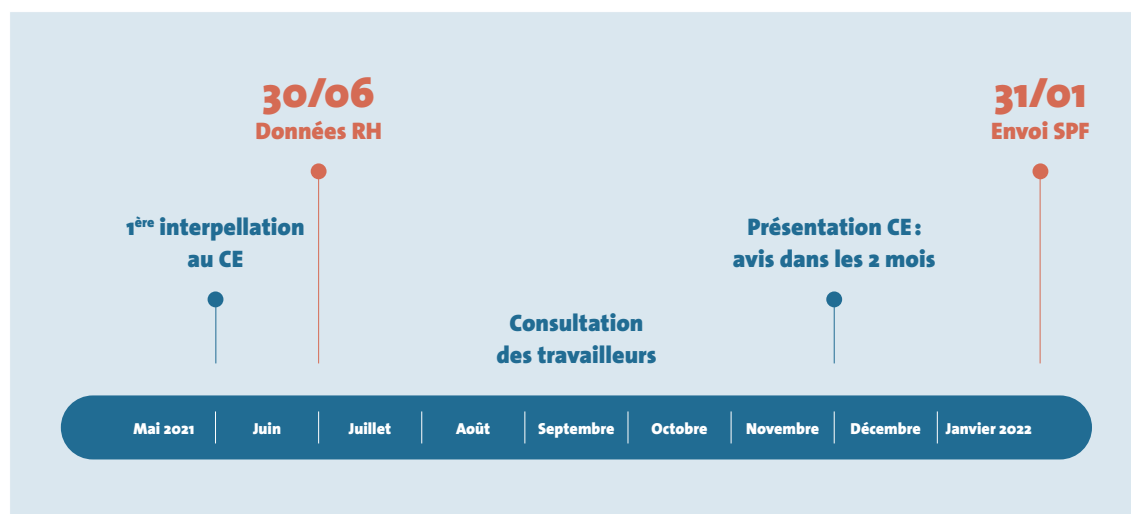 30/06
Données RH
31/01
Envoi SPF
1ère interpellation
au CE
Présentation CE :
avis dans les 2 mois
Consultation
des travailleurs
Mai 2021
Juin
Juillet
Août
Septembre
Octobre
Novembre
Décembre
Janvier 2022